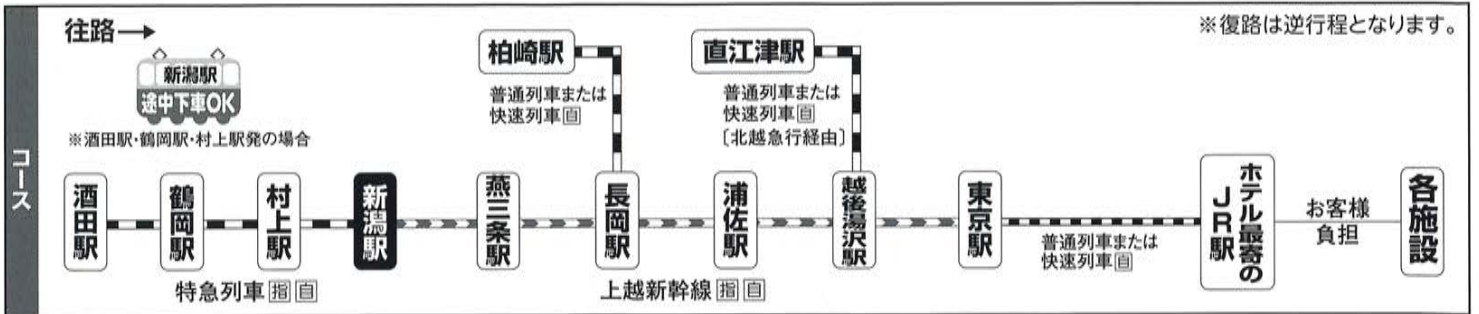 コース
往路→
※復路は逆行程となります。
新潟駅
途中下車OK
※酒田駅・鶴岡駅・村上駅発の場合
柏崎駅
普通列車または
快速列車自
直江津駅
普通列車または
快速列車自
〔北越急行経由〕
酒田駅
鶴岡駅
村上駅
新潟駅
燕三条駅
長岡駅
浦佐駅
越後湯沢駅
東京駅
ホテル最寄の
JR駅
各施設
特急列車指自
上越新幹線指自
普通列車または
快速列車自
お客様
負担